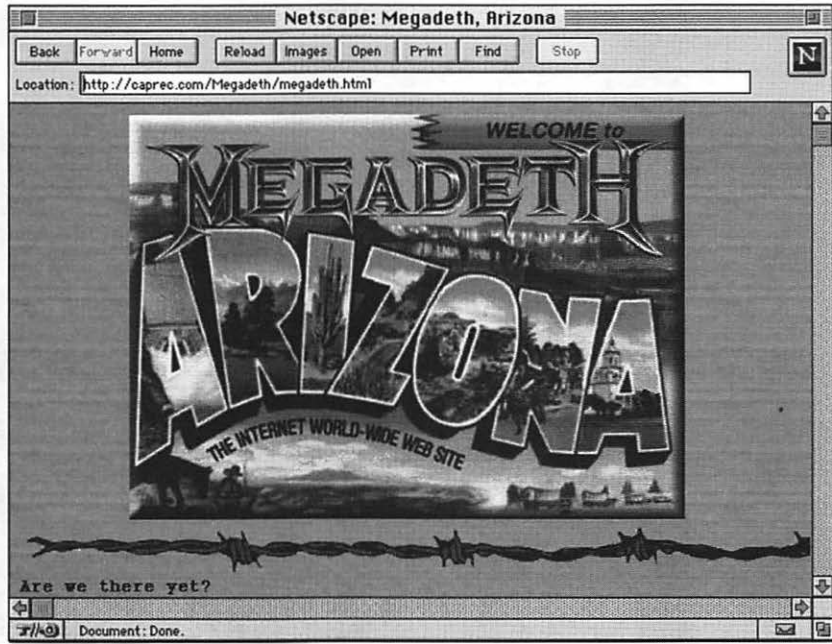 Netscape: Megadeth, Arizona
Back Forward Home Reload Images Open Print Find Stop
N
Location: http://caprec.com/Megadeth/megadeth.html
WELCOME to
MEGADETH
ARIZONA
THE INTERNET WORLD-WIDE WEB SITE
Are we there yet?
Document: Done.